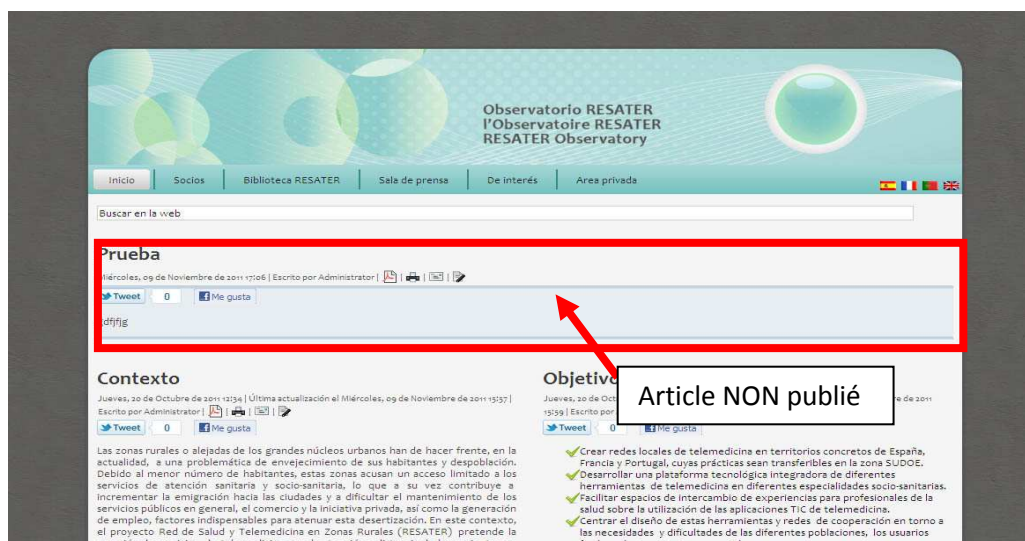 Observatorio RESATER
l'Observatoire RESATER
RESATER Observatory
Inicio
Socios
Biblioteca RESATER
Sala de prensa
De interés
Area privada
Buscar en la web
Prueba
Miércoles, 09 de Noviembre de 2011 17:06 | Escrito por Administrator | | | |
Tweet 0 Me gusta
dfjfjg
Article NON publié
Contexto
Jueves, 20 de Octubre de 2011 12:34 | Última actualización el Miércoles, 09 de Noviembre de 2011 15:57 |
Escrito por Administrator | | | |
Tweet 0 Me gusta
Las zonas rurales o alejadas de los grandes núcleos urbanos han de hacer frente, en la
actualidad, a una problemática de envejecimiento de sus habitantes y despoblación.
Debido al menor número de habitantes, estas zonas acusan un acceso limitado a los
servicios de atención sanitaria y socio-sanitaria, lo que a su vez contribuye a
incrementar la emigración hacia las ciudades y a dificultar el mantenimiento de los
servicios públicos en general, el comercio y la iniciativa privada, así como la generación
de empleo, factores indispensables para atenuar esta desertización. En este contexto,
el proyecto Red de Salud y Telemedicina en Zonas Rurales (RESATER) pretende la
Objetivo
Jueves, 20 de Oct
re de 2011
15:59 | Escrito por
Tweet 0 Me gusta
Crear redes locales de telemedicina en territorios concretos de España,
Francia y Portugal, cuyas prácticas sean transferibles en la zona SUDOE.
Desarrollar una plataforma tecnológica integradora de diferentes
herramientas de telemedicina en diferentes especialidades socio-sanitarias.
Facilitar espacios de intercambio de experiencias para profesionales de la
salud sobre la utilización de las aplicaciones TIC de telemedicina.
Centrar el diseño de estas herramientas y redes de cooperación en torno a
las necesidades y dificultades de las diferentes poblaciones, los usuarios